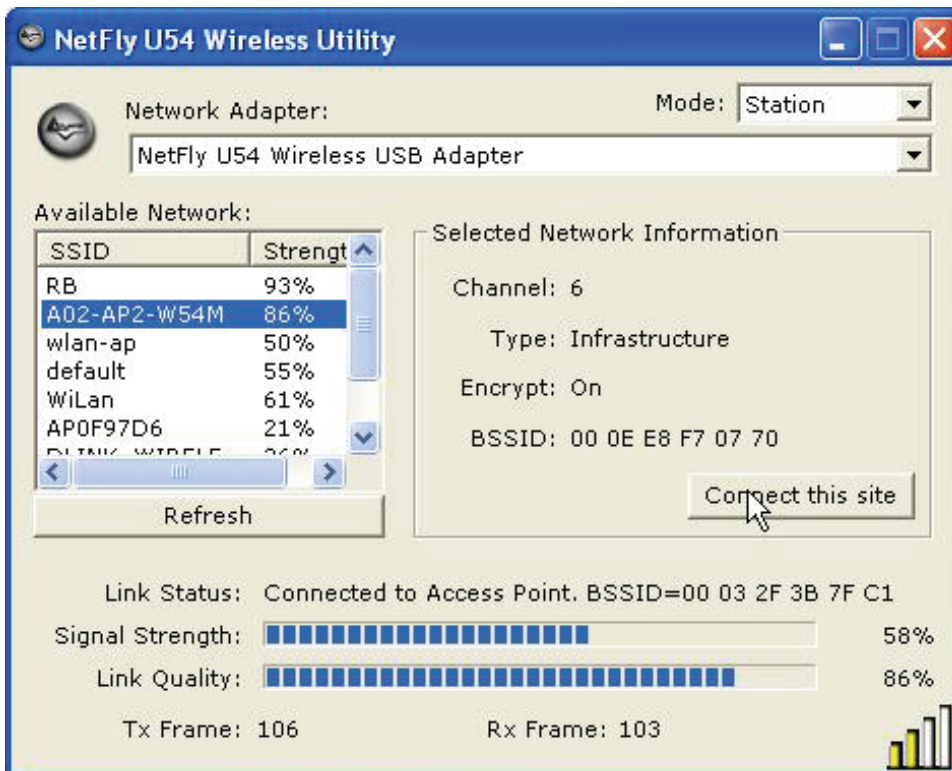 NetFly U54 Wireless Utility
Network Adapter:
Mode: Station
NetFly U54 Wireless USB Adapter
Available Network:
SSID Strengt
RB 93%
A02-AP2-W54M 86%
wlan-ap 50%
default 55%
WiLan 61%
AP0F97D6 21%
Refresh
Selected Network Information
Channel: 6
Type: Infrastructure
Encrypt: On
BSSID: 00 0E E8 F7 07 70
Connect this site
Link Status: Connected to Access Point. BSSID=00 03 2F 3B 7F C1
Signal Strength: 58%
Link Quality: 86%
Tx Frame: 106 Rx Frame: 103